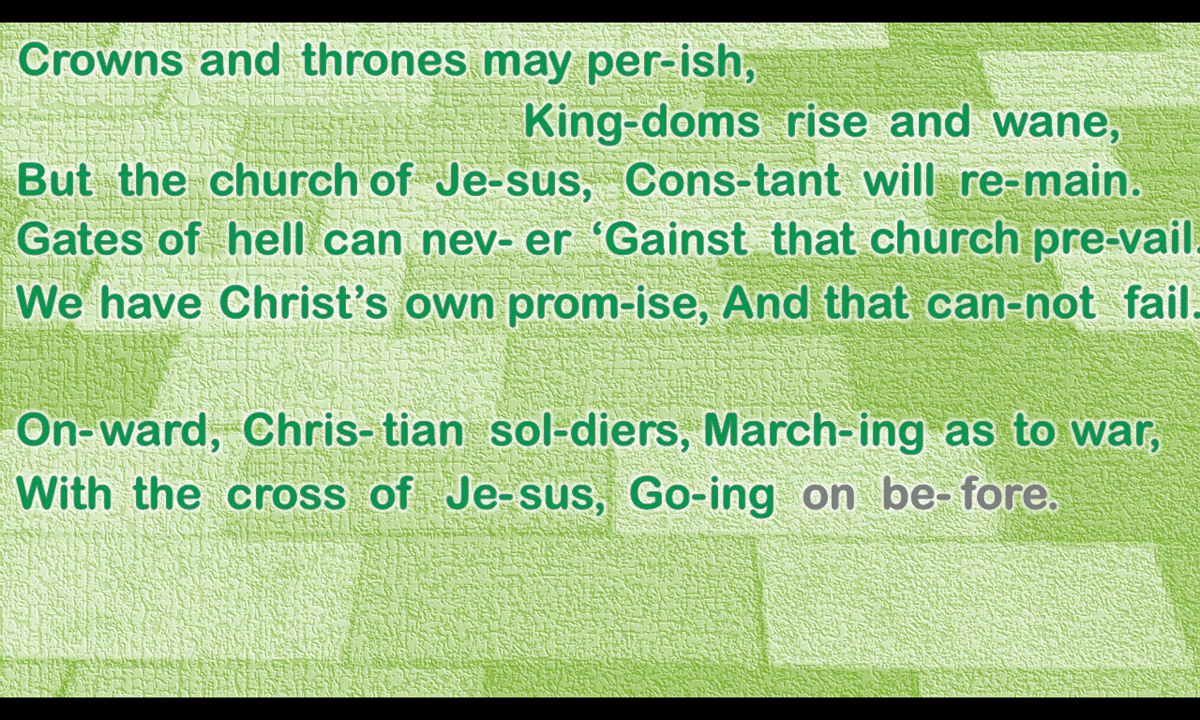 Crowns and thrones may per-ish,
King-doms rise and wane,
But the church of Je-sus, Cons-tant will re-main.
Gates of hell can nev- er ‘Gainst that church pre-vail.
We have Christ’s own prom-ise, And that can-not fail.
On-ward, Chris- tian sol-diers, March-ing as to war,
With the cross of Je- sus, Go-ing on be- fore.